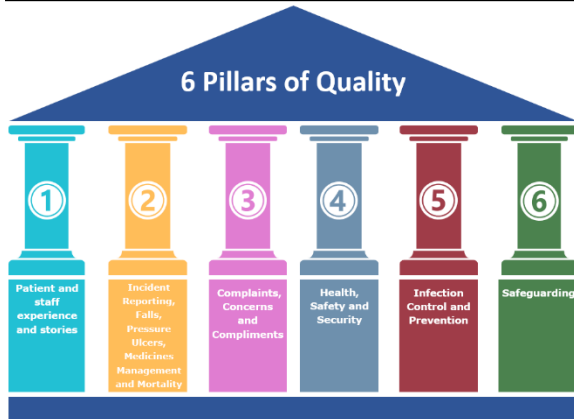 6 Pillars of Quality
1
2
3
4
5
6
Patient and
staff
experience
and stories
Incident
Reporting,
Falls,
Pressure
Ulcers,
Medicines
Management
and Mortality
Complaints,
Concerns
and
Compliments
Health,
Safety and
Security
Infection
Control and
Prevention
Safeguarding